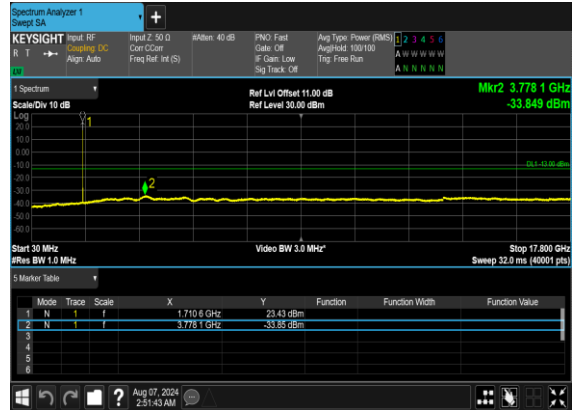 Spectrum Analyzer 1
Swept SA
+
KEYSIGHT Input: RF Input Z: 50 Ω #Atten: 40 dB PNO: Fast Avg Type: Power (RMS) 1 2 3 4 5 6
R T Coupling: DC Corr CCorr Gate: Off Avg|Hold: 100/100 A W W W W W
Align: Auto Freq Ref: Int (S) IF Gain: Low Trig: Free Run
Sig Track: Off A N N N N N
1 Spectrum
Ref Lvl Offset 11.00 dB Mkr2 3.778 1 GHz
Scale/Div 10 dB Ref Level 30.00 dBm -33.849 dBm
Log
1
20.0
10.0
0.00
-10.0
DL1 -13.00 dBm
-20.0
2
-30.0
-40.0
-50.0
-60.0
Start 30 MHz Video BW 3.0 MHz* Stop 17.800 GHz
#Res BW 1.0 MHz Sweep 32.0 ms (40001 pts)
5 Marker Table
Mode Trace Scale X Y Function Function Width Function Value
1 N 1 f 1.710 6 GHz 23.43 dBm
2 N 1 f 3.778 1 GHz -33.85 dBm
3
4
5
6
? Aug 07, 2024
2:51:43 AM